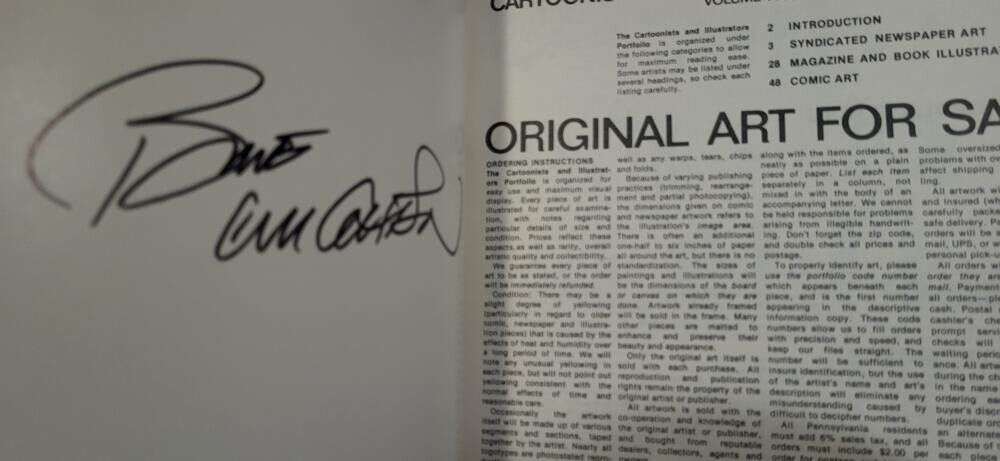 CARTOONIS
VOLUME
The Cartoonists and Illustrators
Portfolio is organized under
the following categories to allow
for maximum reading ease.
Some artists may be listed under
several headings, so check each
listing carefully.
2 INTRODUCTION
3 SYNDICATED NEWSPAPER ART
28 MAGAZINE AND BOOK ILLUSTRA
48 COMIC ART
ORIGINAL ART FOR SA
ORDERING INSTRUCTIONS
The Cartoonists and Illustrat-
ors Portfolio is organized for
easy use and maximum visual
display. Every piece of art is
illustrated for careful examina-
tion, with notes regarding
particular details of size and
condition. Prices reflect these
aspects, as well as rarity, overall
artistic quality and collectibility.
We guarantee every piece of
art to be as stated, or the order
will be immediately refunded.
Condition: There may be a
slight degree of yellowing
(particularly in regard to older
comic, newspaper and illustra-
tion pieces) that is caused by the
effects of heat and humidity over
a long period of time. We will
note any unusual yellowing in
each piece, but will not point out
yellowing consistent with the
normal effects of time and
reasonable care.
Occasionally the artwork
itself will be made up of various
segments and sections, taped
together by the artist. Nearly all
logotypes are photostated repro-
well as any warps, tears, chips
and folds.
Because of varying publishing
practices (trimming, rearrange-
ment and partial photocopying),
the dimensions given on comic
and newspaper artwork refers to
the illustration's image area.
There is often an additional
one-half to six inches of paper
all around the art, but there is no
standardization. The sizes of
paintings and illustrations will
be the dimensions of the board
or canvas on which they are
done. Artwork already framed
will be sold in the frame. Many
other pieces are matted to
enhance and preserve their
beauty and appearance.
Only the original art itself is
sold with each purchase. All
reproduction and publication
rights remain the property of the
original artist or publisher.
All artwork is sold with the
co-operation and knowledge of
the original artist or publisher,
and bought from reputable
dealers, collectors, agents and
along with the items ordered, as
neatly as possible on a plain
piece of paper. List each item
separately in a column, not
mixed in with the body of an
accompanying letter. We cannot
be held responsible for problems
arising from illegible handwrit-
ing. Don't forget the zip code,
and double check all prices and
postage.
To properly identify art, please
use the portfolio code number
which appears beneath each
piece, and is the first number
appearing in the descriptive
information copy. These code
numbers allow us to fill orders
with precision and speed, and
keep our files straight. The
number will be sufficient to
insure identification, but the use
of the artist's name and art's
description will eliminate any
misunderstanding caused by
difficult to decipher numbers.
All Pennsylvania residents
must add 6% sales tax, and all
orders must include $2.00 per
order for postage
Some oversized
problems with ov
affect shipping
ling.
All artwork w
and insured (wh
carefully packe
safe delivery. P
orders will be s
mail, UPS, or w
personal pick-u
All orders w
order they ar
mail. Payment
all orders—pl
cash. Postal
cashier's che
prompt servi
checks will
waiting peri
ance. All artw
during the ch
in the name
ordering ea
buyer's disc
duplicate or
an alternat
Because of
each piece